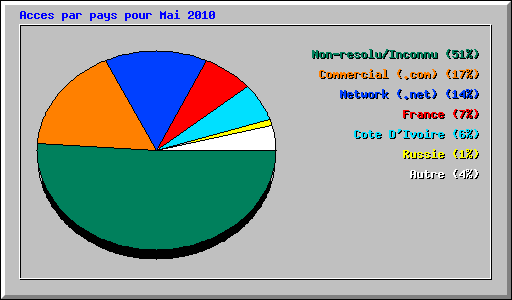 Acces par pays pour Mai 2010
Non-resolu/Inconnu (51%)
Commercial (.com) (17%)
Network (.net) (14%)
France (7%)
Cote D'Ivoire (6%)
Russie (1%)
Autre (4%)